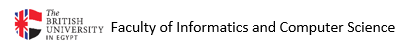 The
BRITISH
UNIVERSITY
IN EGYPT
Faculty of Informatics and Computer Science